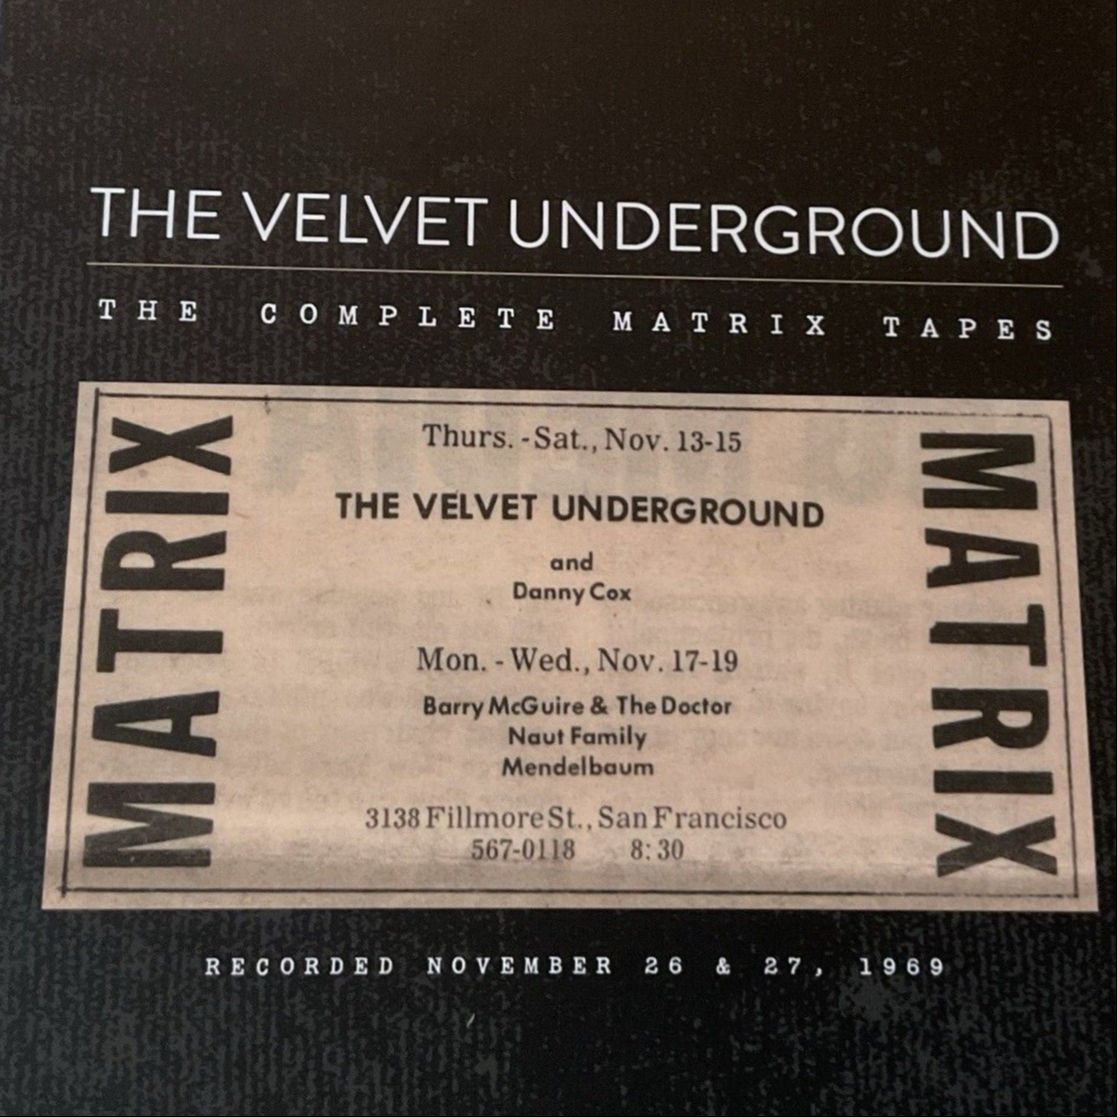 THE VELVET UNDERGROUND
THE COMPLETE MATRIX TAPES
MATRIX
Thurs. - Sat., Nov. 13-15
THE VELVET UNDERGROUND
and
Danny Cox
Mon. - Wed., Nov. 17-19
Barry McGuire & The Doctor
Naut Family
Mendelbaum
3138 Fillmore St., San Francisco
567-0118 8:30
MATRIX
RECORDED NOVEMBER 26 & 27, 1969